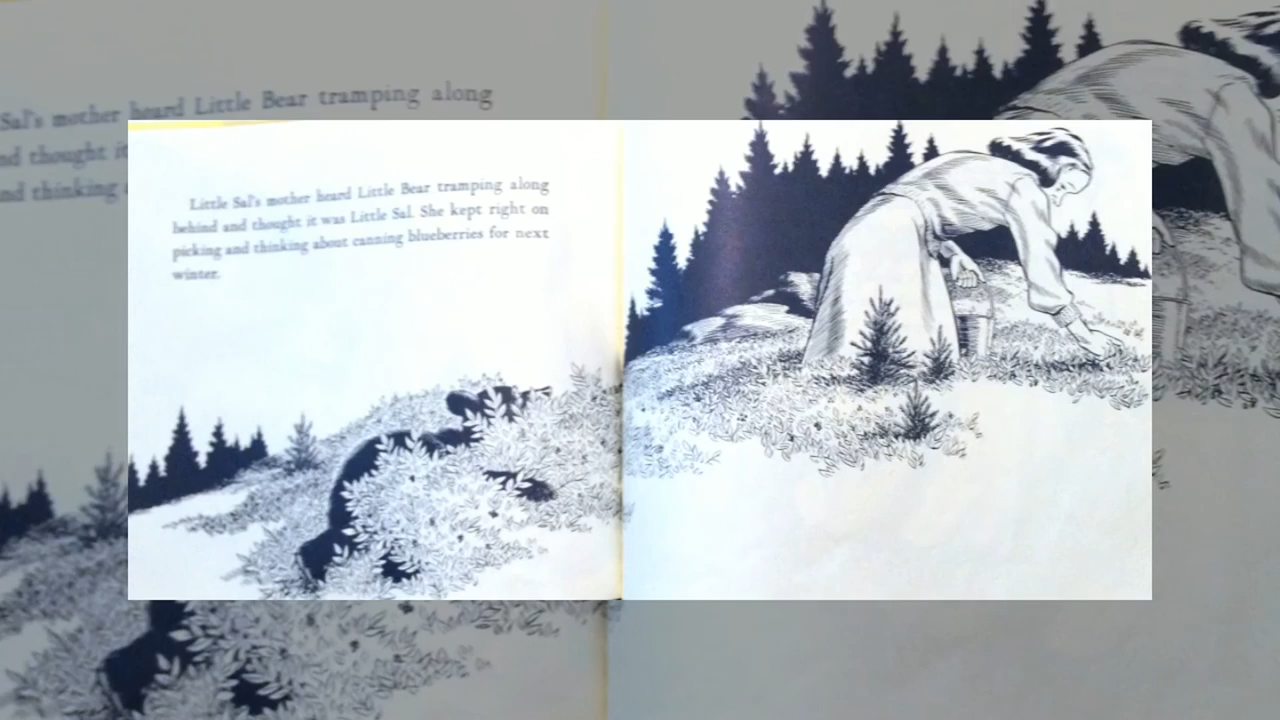 Little Sal's mother heard Little Bear tramping along
behind and thought it was Little Sal. She kept right on
picking and thinking about canning blueberries for next
winter.